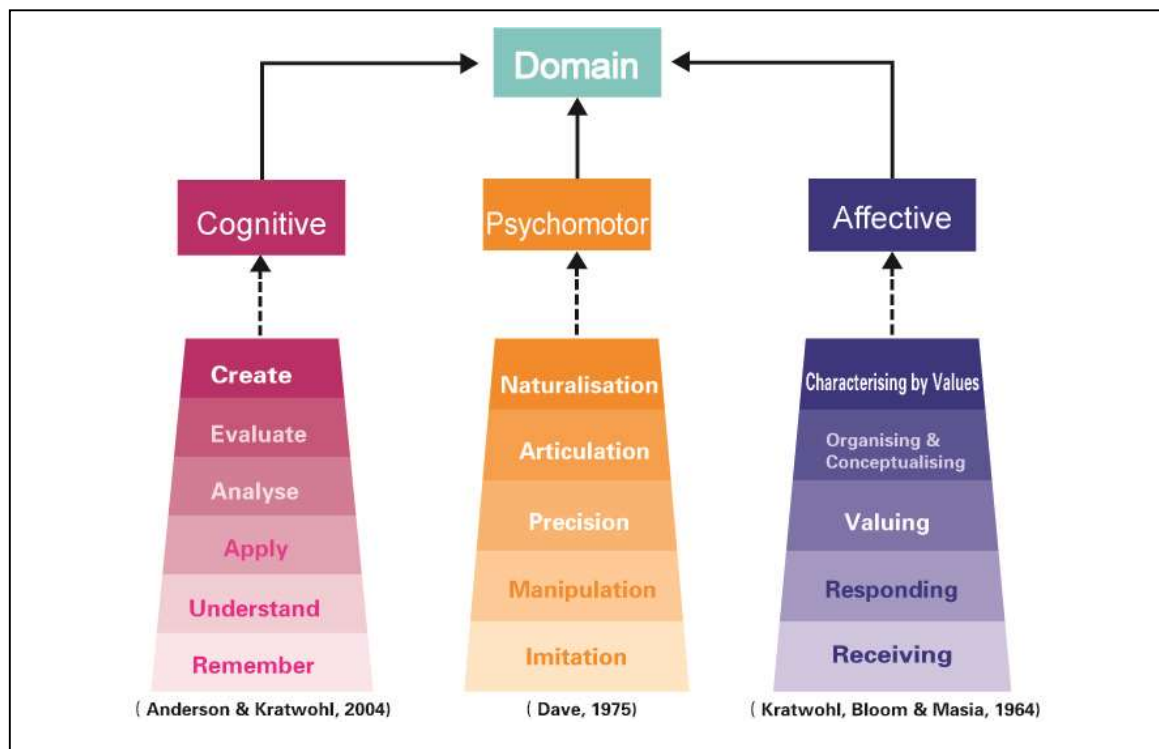 Domain
Cognitive
Psychomotor
Affective
Create
Evaluate
Analyse
Apply
Understand
Remember
( Anderson & Kratwohl, 2004)
Naturalisation
Articulation
Precision
Manipulation
Imitation
( Dave, 1975)
Characterising by Values
Organising &
Conceptualising
Valuing
Responding
Receiving
( Kratwohl, Bloom & Masia, 1964)